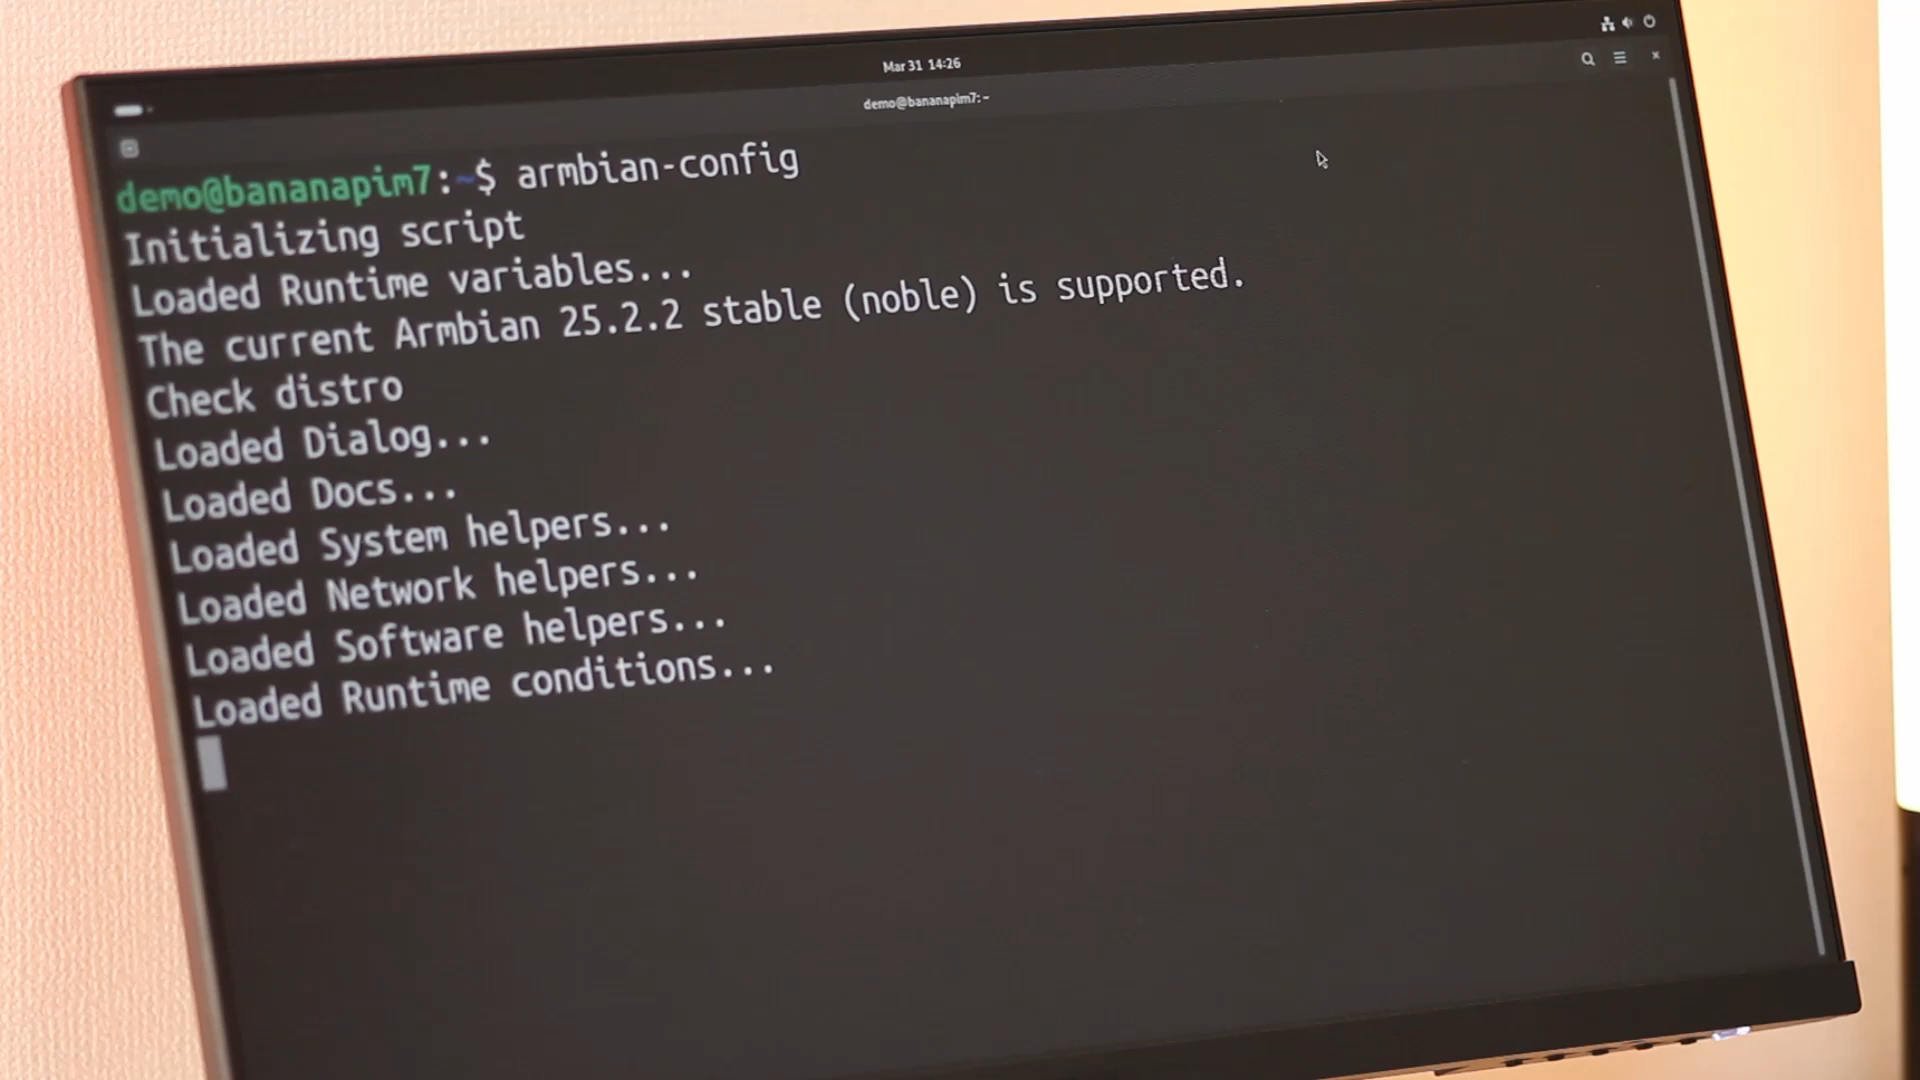 Mar 31 14:26
demo@bananapim7: ~
demo@bananapim7:~$ armbian-config
Initializing script
Loaded Runtime variables...
The current Armbian 25.2.2 stable (noble) is supported.
Check distro
Loaded Dialog...
Loaded Docs...
Loaded System helpers...
Loaded Network helpers...
Loaded Software helpers...
Loaded Runtime conditions...